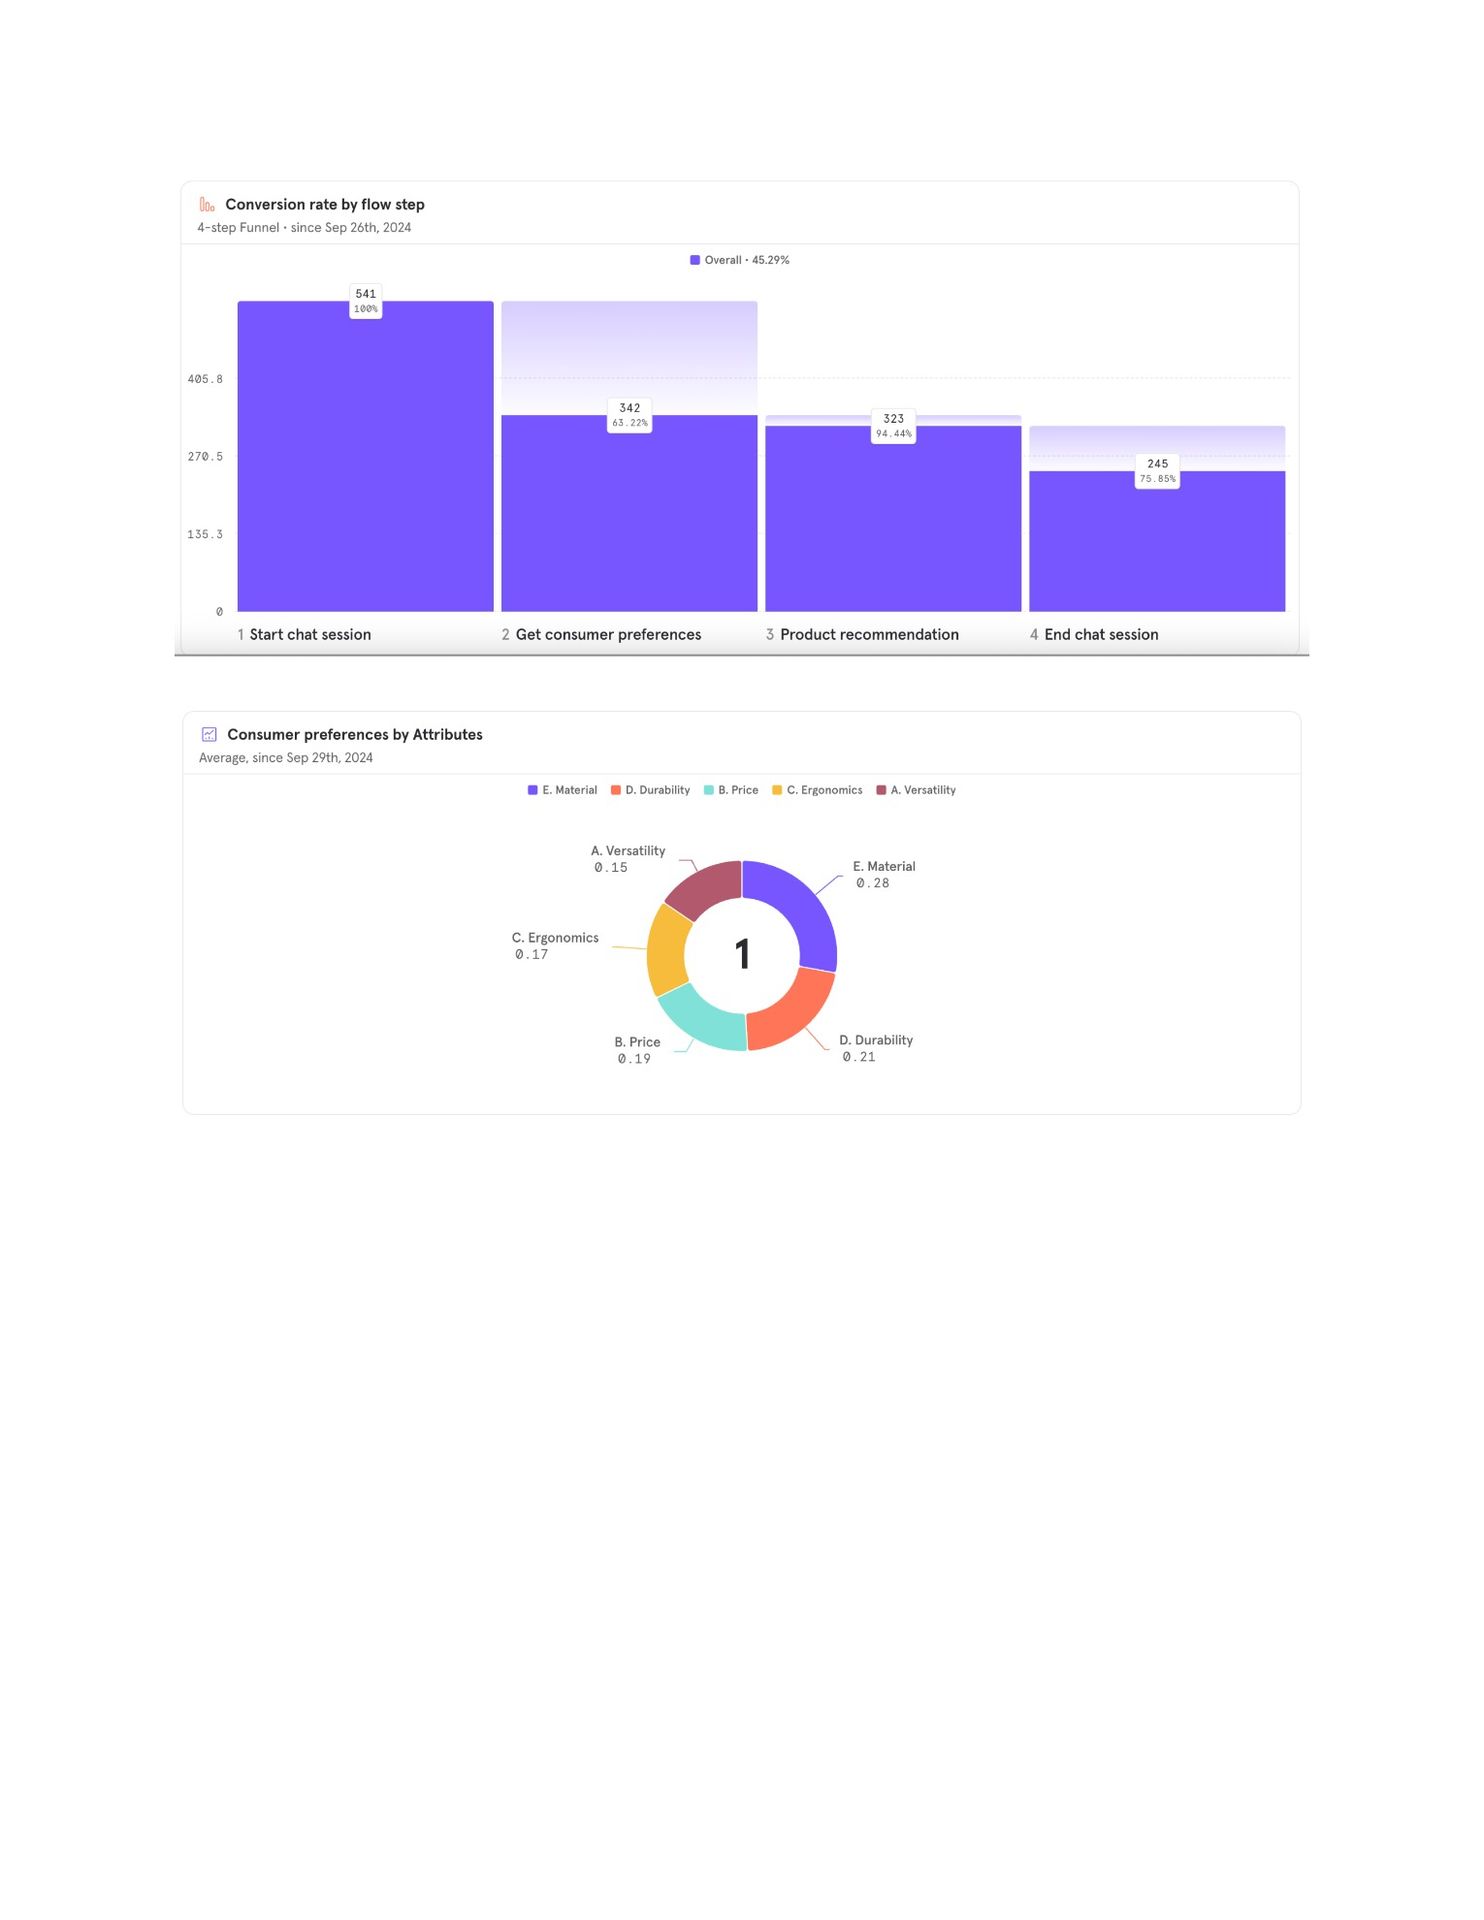 Conversion rate by flow step
4-step Funnel • since Sep 26th, 2024
Overall • 45.29%
541
100%
342
63.22%
323
94.44%
245
75.85%
405.8
270.5
135.3
0
1 Start chat session
2 Get consumer preferences
3 Product recommendation
4 End chat session
Consumer preferences by Attributes
Average, since Sep 29th, 2024
E. Material D. Durability B. Price C. Ergonomics A. Versatility
A. Versatility
0.15
E. Material
0.28
C. Ergonomics
0.17
1
B. Price
0.19
D. Durability
0.21